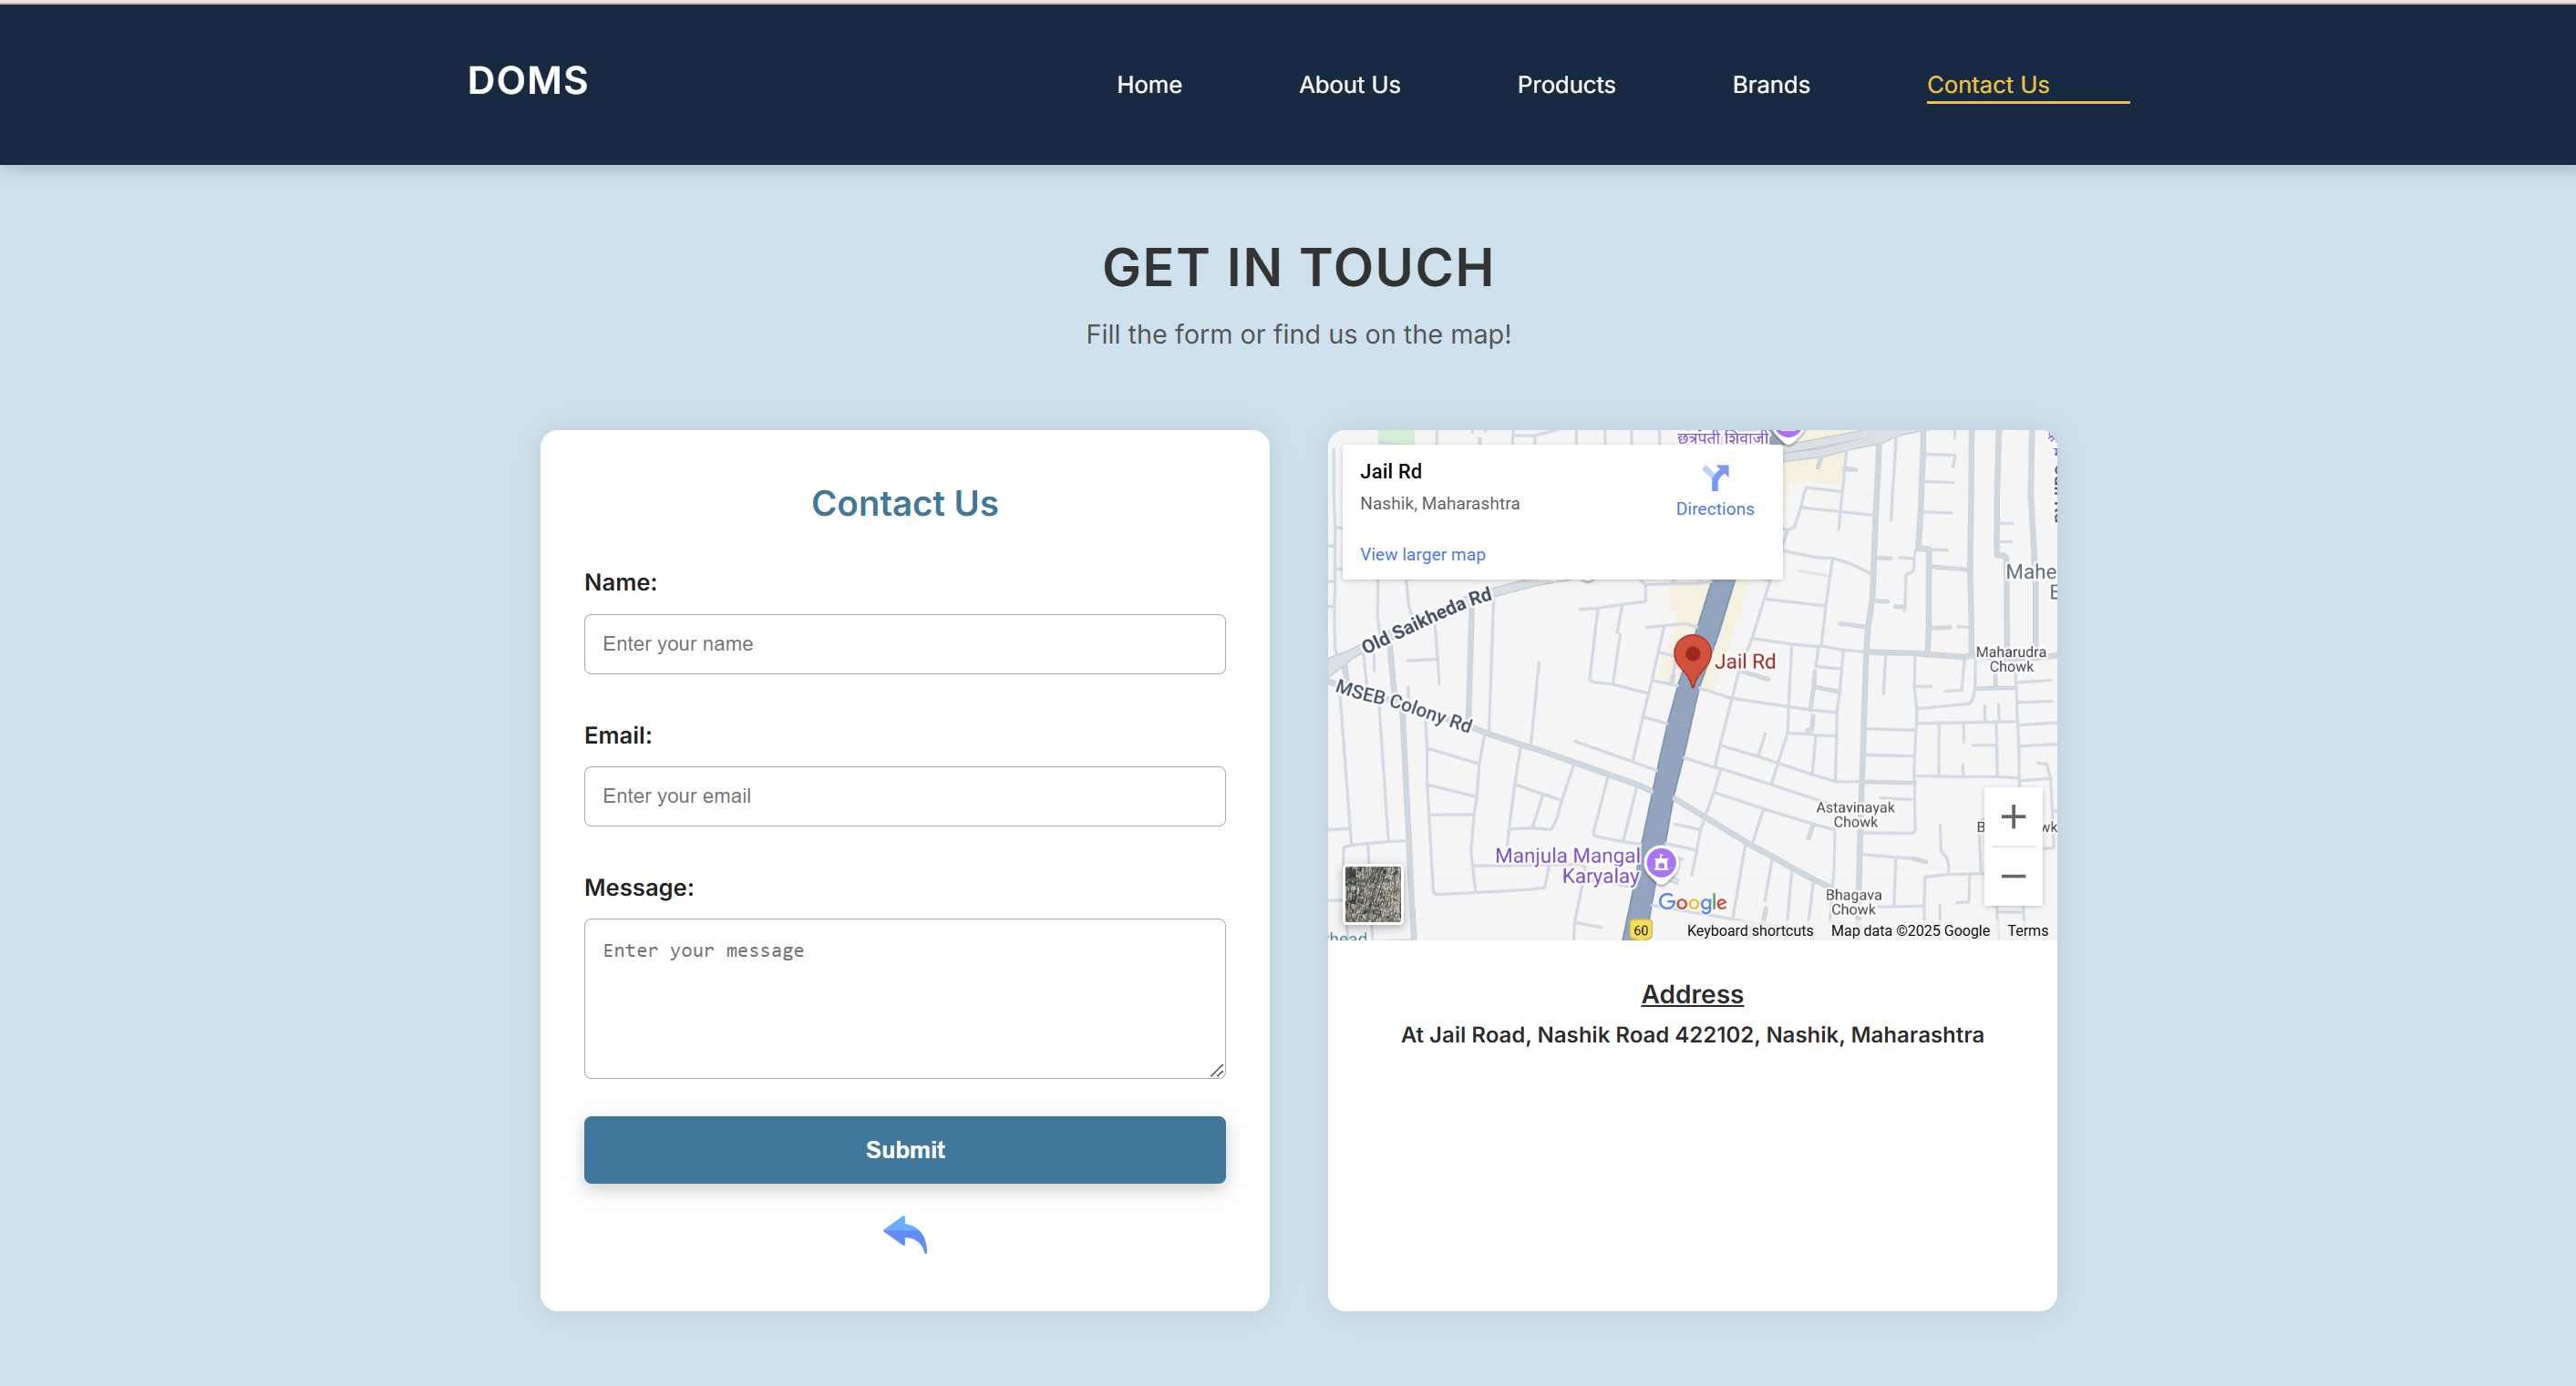 DOMS
Home
About Us
Products
Brands
Contact Us
GET IN TOUCH
Fill the form or find us on the map!
Contact Us
Name:
Enter your name
Email:
Enter your email
Message:
Enter your message
Submit
छत्रपती शिवाजी
Jail Rd
Nashik, Maharashtra
Directions
View larger map
Old Saikheda Rd
MSEB Colony Rd
Jail Rd
Mahe
E
Maharudra
Chowk
Astavinayak
Chowk
Manjula Mangal
Karyalay
Bhagava
Chowk
Google
60
Keyboard shortcuts
Map data ©2025 Google
Terms
Address
At Jail Road, Nashik Road 422102, Nashik, Maharashtra